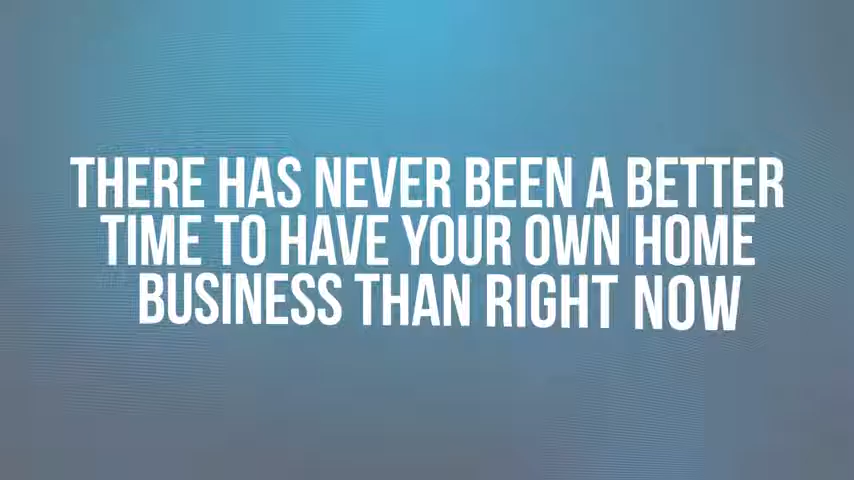 THERE HAS NEVER BEEN A BETTER
TIME TO HAVE YOUR OWN HOME
BUSINESS THAN RIGHT NOW